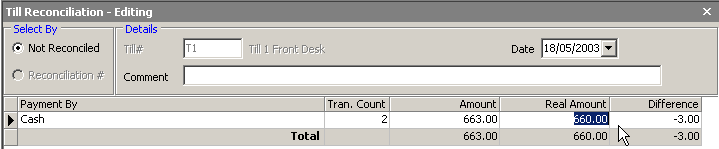 Till Reconciliation - Editing
Select By
Details
Not Reconciled
Till# T1 Till 1 Front Desk
Date 18/05/2003
Reconciliation #
Comment
Payment By Tran. Count Amount Real Amount Difference
Cash 2 663.00 660.00 -3.00
Total 663.00 660.00 -3.00